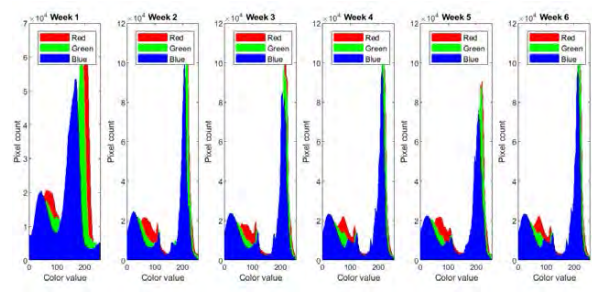 ×10⁴ Week 1
Red
Green
Blue
Pixel count
7
6
5
4
3
2
1
0
0 100 200
Color value
×10⁴ Week 2
Red
Green
Blue
Pixel count
12
10
8
6
4
2
0
0 100 200
Color value
×10⁴ Week 3
Red
Green
Blue
Pixel count
12
10
8
6
4
2
0
0 100 200
Color value
×10⁴ Week 4
Red
Green
Blue
Pixel count
12
10
8
6
4
2
0
0 100 200
Color value
×10⁴ Week 5
Red
Green
Blue
Pixel count
12
10
8
6
4
2
0
0 100 200
Color value
×10⁴ Week 6
Red
Green
Blue
Pixel count
12
10
8
6
4
2
0
0 100 200
Color value